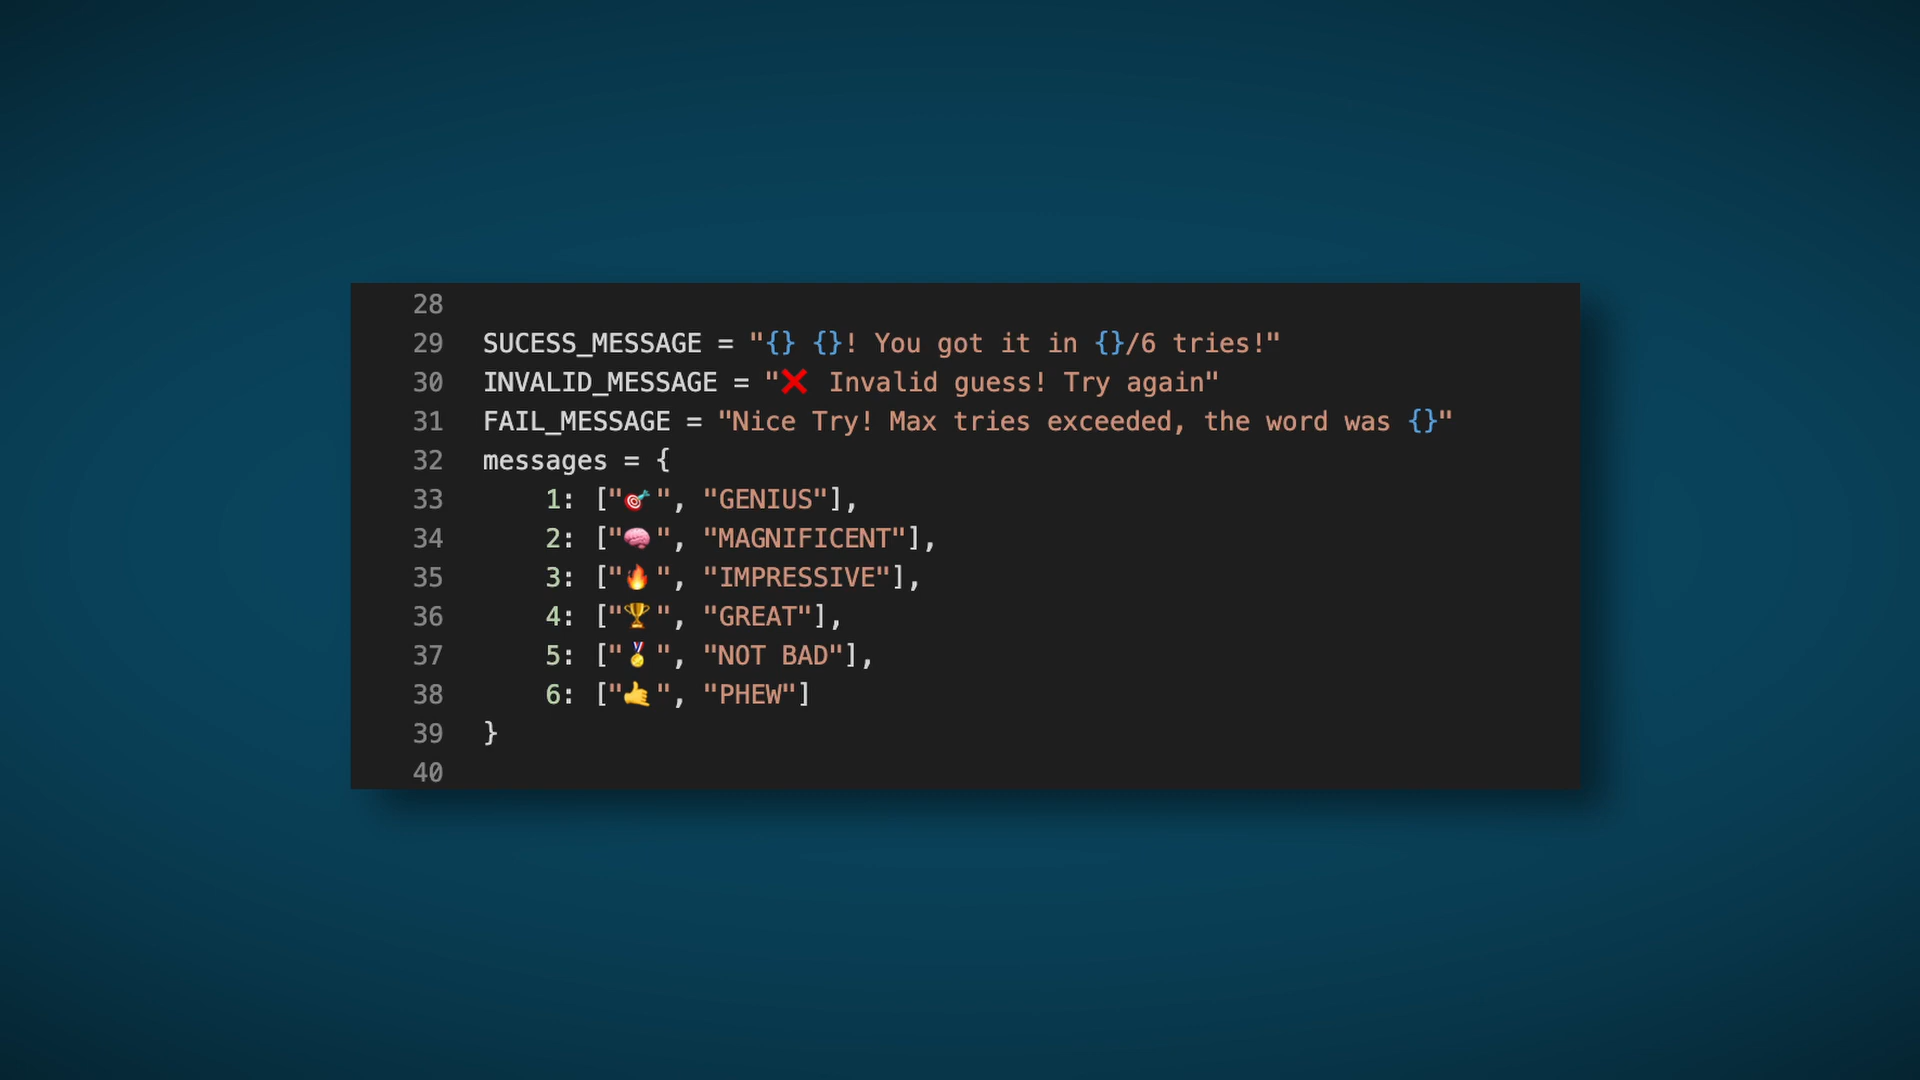 28
29 SUCESS_MESSAGE = "{} {}! You got it in {}/6 tries!"
30 INVALID_MESSAGE = "❌ Invalid guess! Try again"
31 FAIL_MESSAGE = "Nice Try! Max tries exceeded, the word was {}"
32 messages = {
33     1: ["🎯", "GENIUS"],
34     2: ["🧠", "MAGNIFICENT"],
35     3: ["🔥", "IMPRESSIVE"],
36     4: ["🏆", "GREAT"],
37     5: ["🏅", "NOT BAD"],
38     6: ["🤙", "PHEW"]
39 }
40